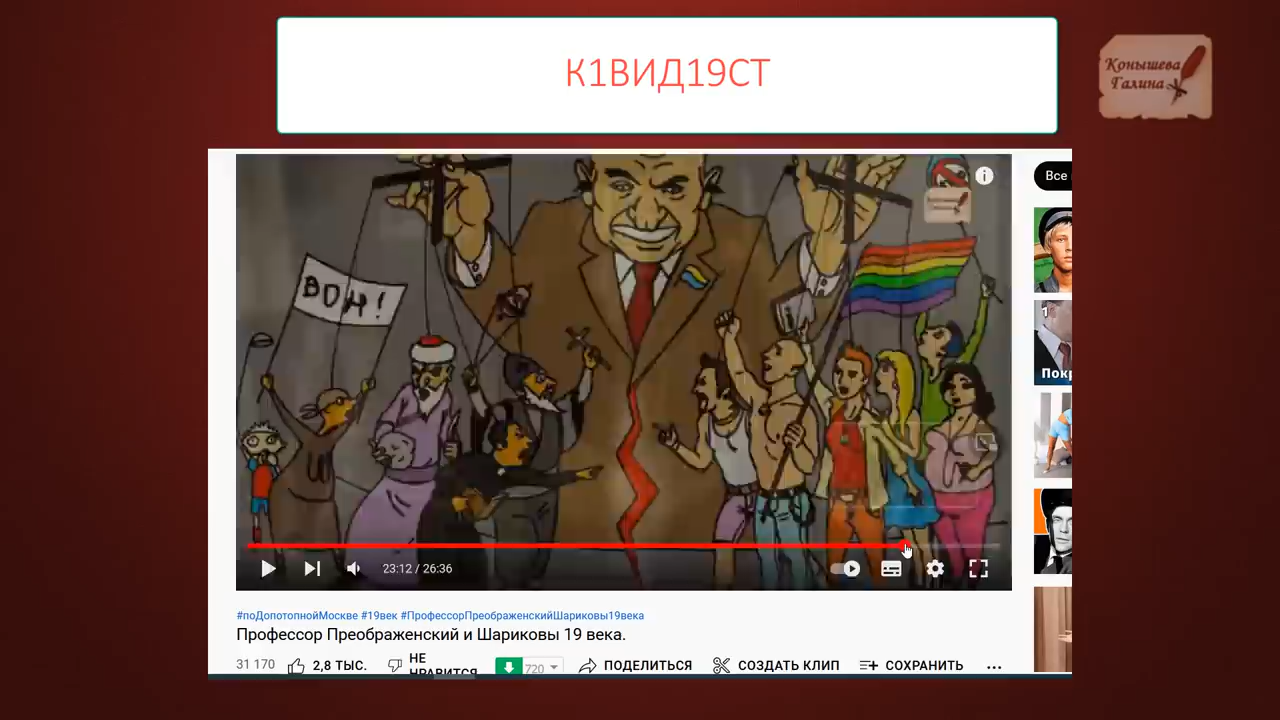 К1ВИД19СТ
Конышева
Галина
Все
ВОН!
1
Покр
23:12 / 26:36
#поДопотопнойМоскве #19век #ПрофессорПреображенскийШариковы19века
Профессор Преображенский и Шариковы 19 века.
31 170
2,8 ТЫС.
НЕ
НРАВИТСЯ
720
ПОДЕЛИТЬСЯ
СОЗДАТЬ КЛИП
СОХРАНИТЬ